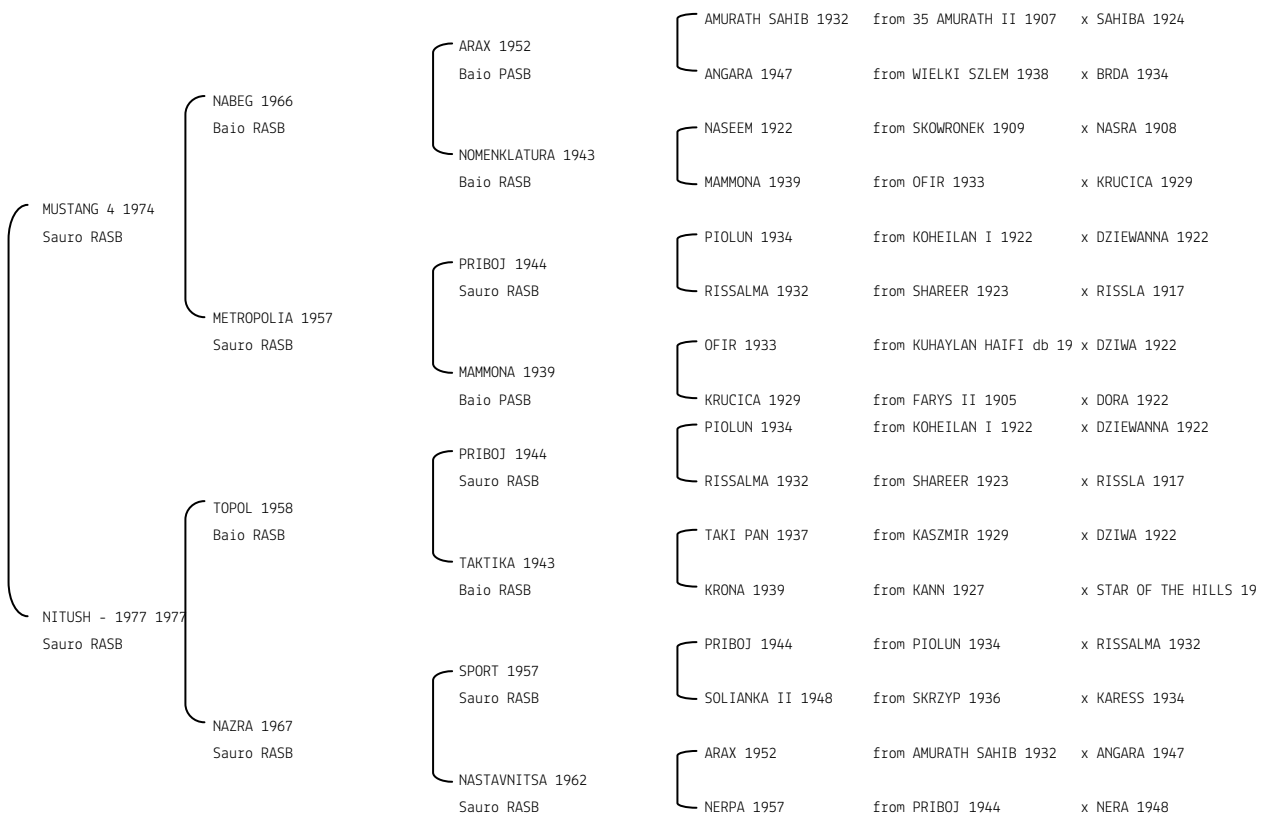 AMURATH SAHIB 1932 from 35 AMURATH II 1907 x SAHIBA 1924
ARAX 1952
Baio PASB ANGARA 1947 from WIELKI SZLEM 1938 x BRDA 1934
NABEG 1966
Baio RASB NASEEM 1922 from SKOWRONEK 1909 x NASRA 1908
NOMENKLATURA 1943
Baio RASB MAMMONA 1939 from OFIR 1933 x KRUCICA 1929
MUSTANG 4 1974
Sauro RASB PIOLUN 1934 from KOHEILAN I 1922 x DZIEWANNA 1922
PRIBOJ 1944
Sauro RASB RISSALMA 1932 from SHAREER 1923 x RISSLA 1917
METROPOLIA 1957
Sauro RASB OFIR 1933 from KUHAYLAN HAIFI db 19 x DZIWA 1922
MAMMONA 1939
Baio PASB KRUCICA 1929 from FARYS II 1905 x DORA 1922
PIOLUN 1934 from KOHEILAN I 1922 x DZIEWANNA 1922
PRIBOJ 1944
Sauro RASB RISSALMA 1932 from SHAREER 1923 x RISSLA 1917
TOPOL 1958
Baio RASB TAKI PAN 1937 from KASZMIR 1929 x DZIWA 1922
TAKTIKA 1943
Baio RASB KRONA 1939 from KANN 1927 x STAR OF THE HILLS 19
NITUSH - 1977 1977
Sauro RASB PRIBOJ 1944 from PIOLUN 1934 x RISSALMA 1932
SPORT 1957
Sauro RASB SOLIANKA II 1948 from SKRZYP 1936 x KARESS 1934
NAZRA 1967
Sauro RASB ARAX 1952 from AMURATH SAHIB 1932 x ANGARA 1947
NASTAVNITSA 1962
Sauro RASB NERPA 1957 from PRIBOJ 1944 x NERA 1948